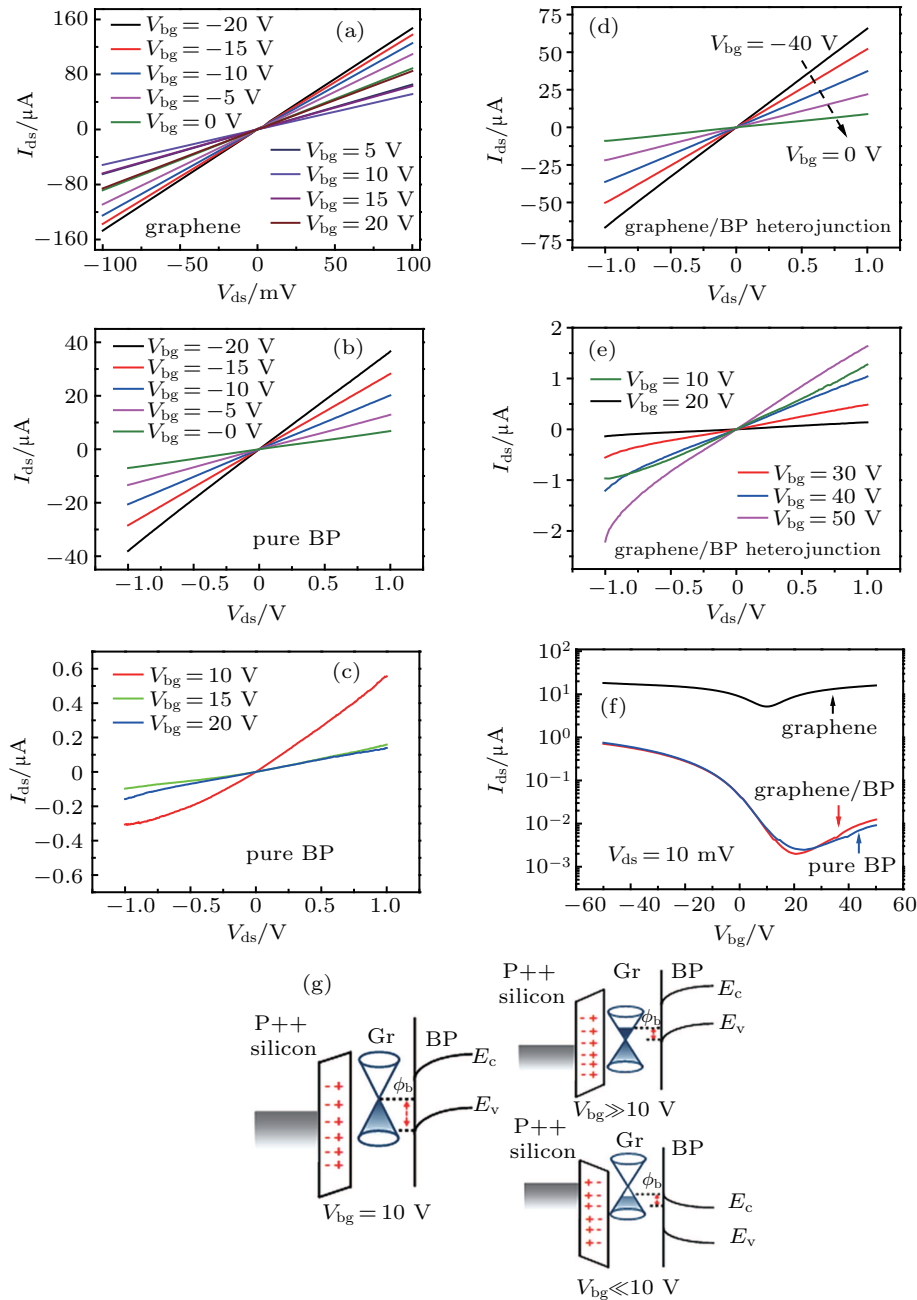 (a)
V_bg = −20 V
V_bg = −15 V
V_bg = −10 V
V_bg = −5 V
V_bg = 0 V
V_bg = 5 V
V_bg = 10 V
V_bg = 15 V
V_bg = 20 V
graphene
160
80
0
−80
−160
I_ds/μA
−100
−50
0
50
100
V_ds/mV
(d)
V_bg = −40 V
V_bg = 0 V
graphene/BP heterojunction
75
50
25
0
−25
−50
75
I_ds/μA
−1.0
−0.5
0
0.5
1.0
V_ds/V
(b)
V_bg = −20 V
V_bg = −15 V
V_bg = −10 V
V_bg = −5 V
V_bg = −0 V
pure BP
40
20
0
−20
−40
I_ds/μA
−1.0
−0.5
0
0.5
1.0
V_ds/V
(e)
V_bg = 10 V
V_bg = 20 V
V_bg = 30 V
V_bg = 40 V
V_bg = 50 V
graphene/BP heterojunction
2
1
0
−1
−2
I_ds/μA
−1.0
−0.5
0
0.5
1.0
V_ds/V
(c)
V_bg = 10 V
V_bg = 15 V
V_bg = 20 V
pure BP
0.6
0.4
0.2
0
−0.2
−0.4
−0.6
I_ds/μA
−1.0
−0.5
0
0.5
1.0
V_ds/V
(f)
graphene
graphene/BP
pure BP
V_ds = 10 mV
10²
10¹
10⁰
10⁻¹
10⁻²
10⁻³
I_ds/μA
−60
−40
−20
0
20
40
60
V_bg/V
(g)
P++
silicon
Gr
BP
ϕ_b
E_c
E_v
V_bg = 10 V
P++
silicon
Gr
BP
ϕ_b
E_c
E_v
V_bg ≫ 10 V
P++
silicon
Gr
BP
ϕ_b
E_c
E_v
V_bg ≪ 10 V